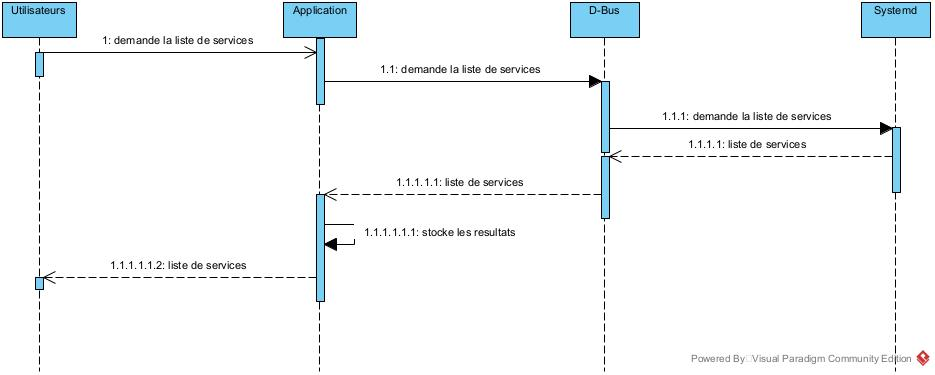 Utilisateurs
Application
D-Bus
Systemd
1: demande la liste de services
1.1: demande la liste de services
1.1.1: demande la liste de services
1.1.1.1: liste de services
1.1.1.1.1: liste de services
1.1.1.1.1.1: stocke les resultats
1.1.1.1.1.2: liste de services
Powered By Visual Paradigm Community Edition